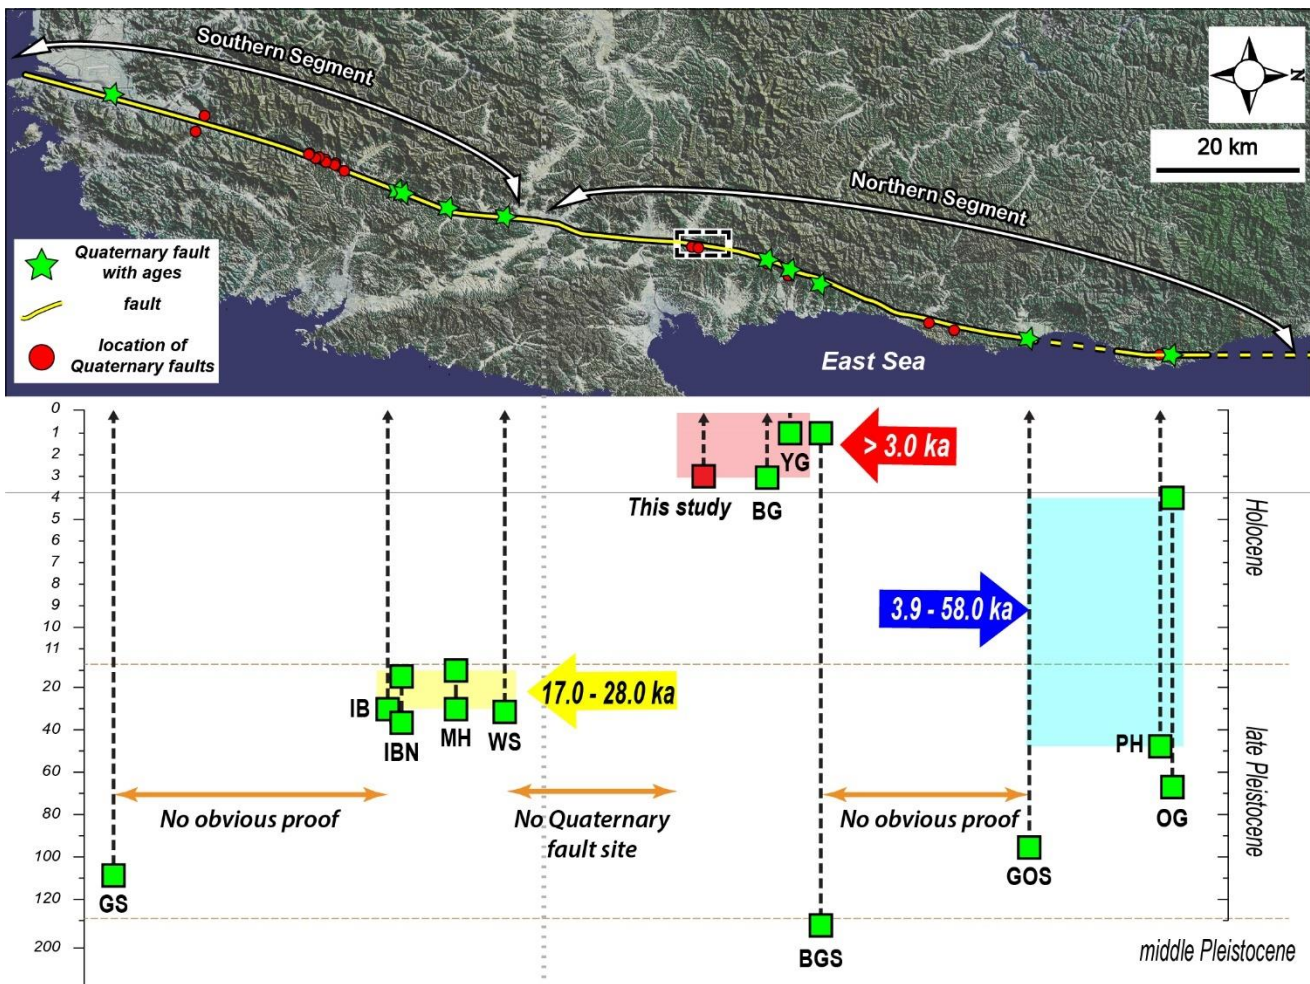 Southern Segment
Northern Segment
N
20 km
Quaternary fault
with ages
fault
location of
Quaternary faults
East Sea
0
1
2
3
4
5
6
7
8
9
10
11
20
40
60
80
100
120
200
> 3.0 ka
YG
This study
BG
3.9 - 58.0 ka
17.0 - 28.0 ka
IB
IBN
MH
WS
PH
OG
No obvious proof
No Quaternary
fault site
No obvious proof
GS
GOS
BGS
Holocene
late Pleistocene
middle Pleistocene